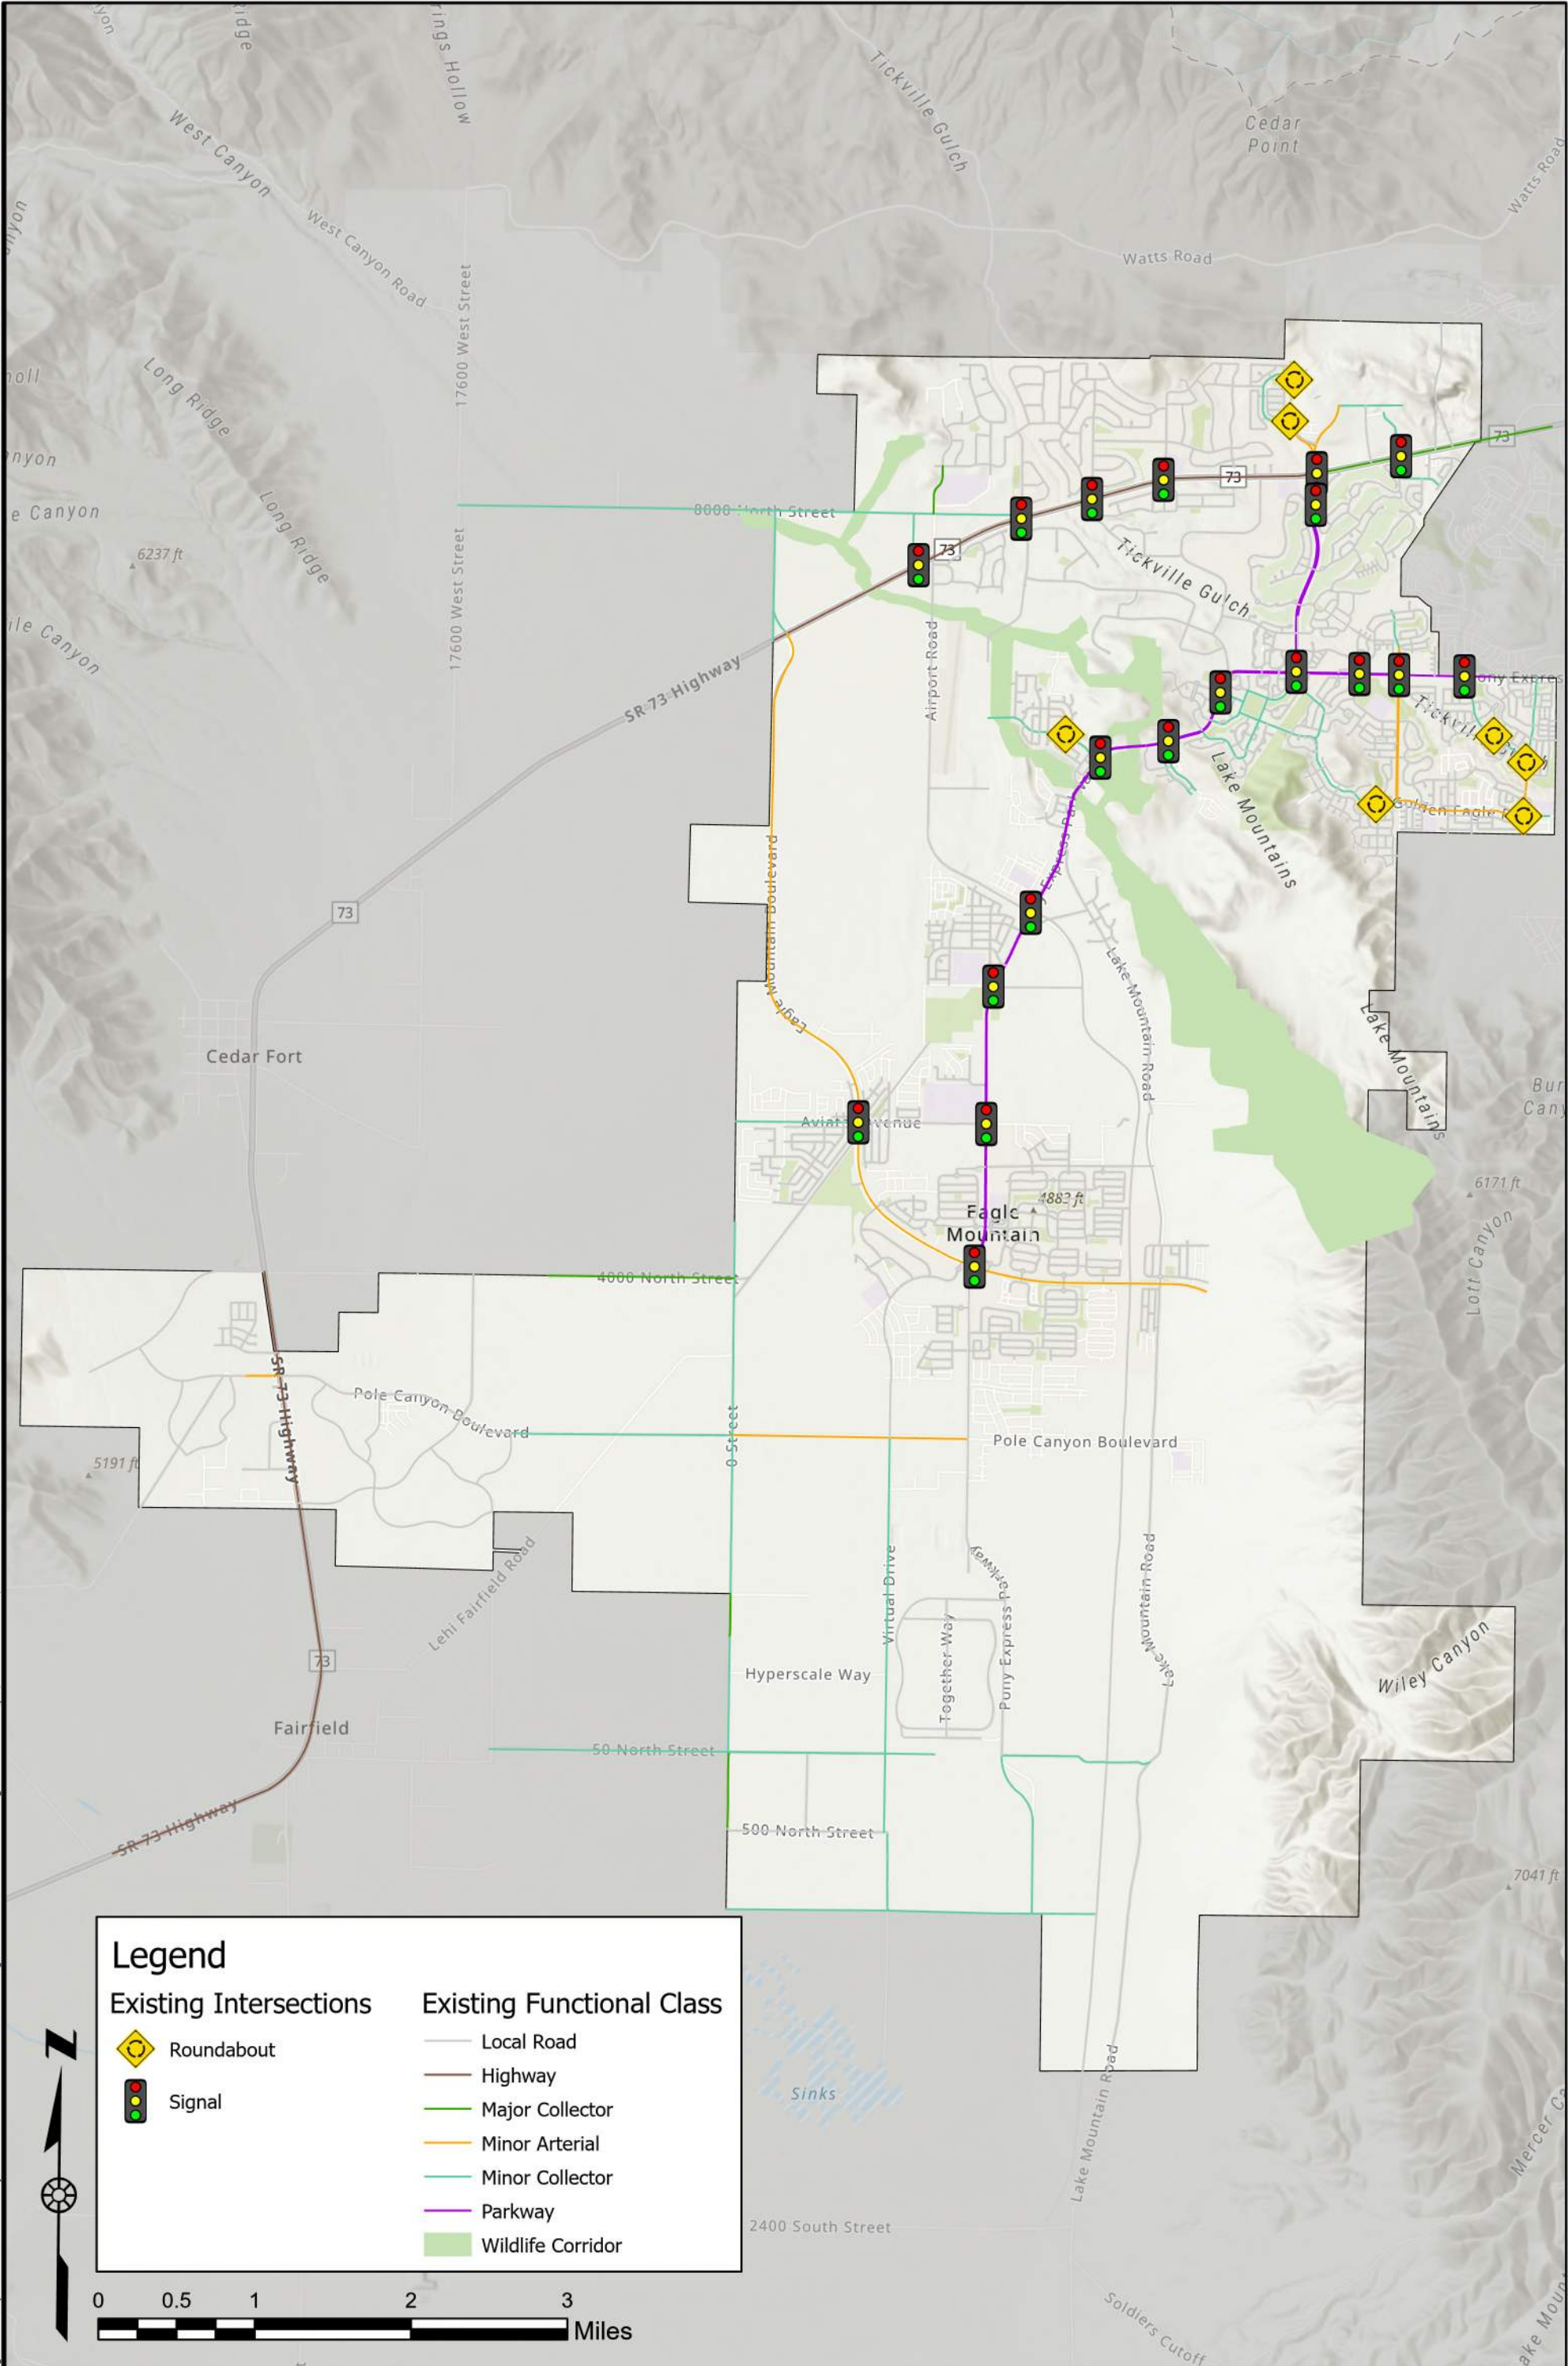 West Canyon
West Canyon Road
17600 West Street
Tickville Gulch
Cedar
Point
Watts Road
Watts Road
Long Ridge
Long Ridge
6237 ft
17600 West Street
8000 North Street
73
73
73
Tickville Gulch
SR 73 Highway
Airport Road
Lake Mountains
73
Eagle Mountain Boulevard
Lake Mountain Road
Lake Mountains
Cedar Fort
4883 ft
Eagle
Mountain
6171 ft
Lott Canyon
4000 North Street
SR 73 Highway
Pole Canyon Boulevard
Pole Canyon Boulevard
0 Street
5191 ft
Lehi Fairfield Road
Virtual Drive
Together Way
Pony Express Parkway
Lake Mountain Road
Wiley Canyon
73
Hyperscale Way
Fairfield
50 North Street
SR 73 Highway
500 North Street
7041 ft
Legend
Existing Intersections
Roundabout
Signal
Existing Functional Class
Local Road
Highway
Major Collector
Minor Arterial
Minor Collector
Parkway
Wildlife Corridor
N
Sinks
Lake Mountain Road
2400 South Street
Soldiers Cutoff
0 0.5 1 2 3
Miles